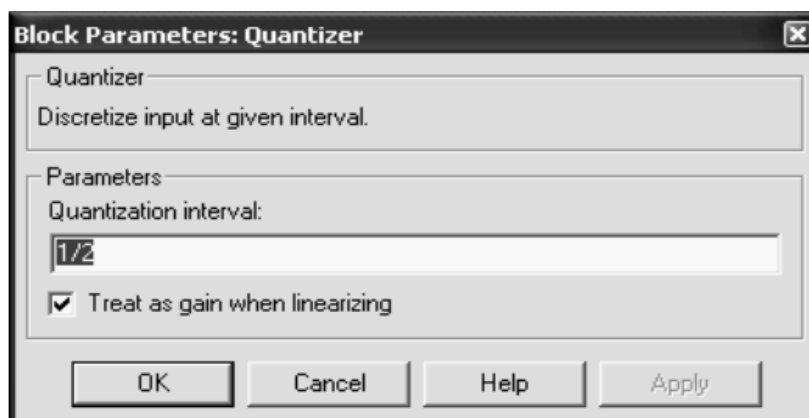 Block Parameters: Quantizer
Quantizer
Discretize input at given interval.
Parameters
Quantization interval:
1/2
Treat as gain when linearizing
OK Cancel Help Apply